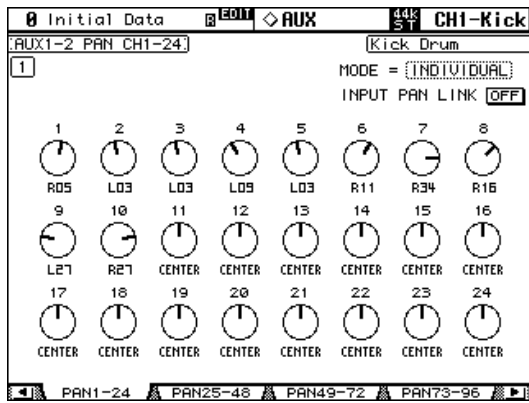 0 Initial Data R EDIT ◇AUX 44k ST CH1-Kick
AUX1-2 PAN CH1-24 Kick Drum
1 MODE = INDIVIDUAL
INPUT PAN LINK OFF
1 2 3 4 5 6 7 8
R05 L03 L03 L09 L03 R11 R34 R16
9 10 11 12 13 14 15 16
L27 R27 CENTER CENTER CENTER CENTER CENTER CENTER
17 18 19 20 21 22 23 24
CENTER CENTER CENTER CENTER CENTER CENTER CENTER CENTER
PAN1-24 PAN25-48 PAN49-72 PAN73-96